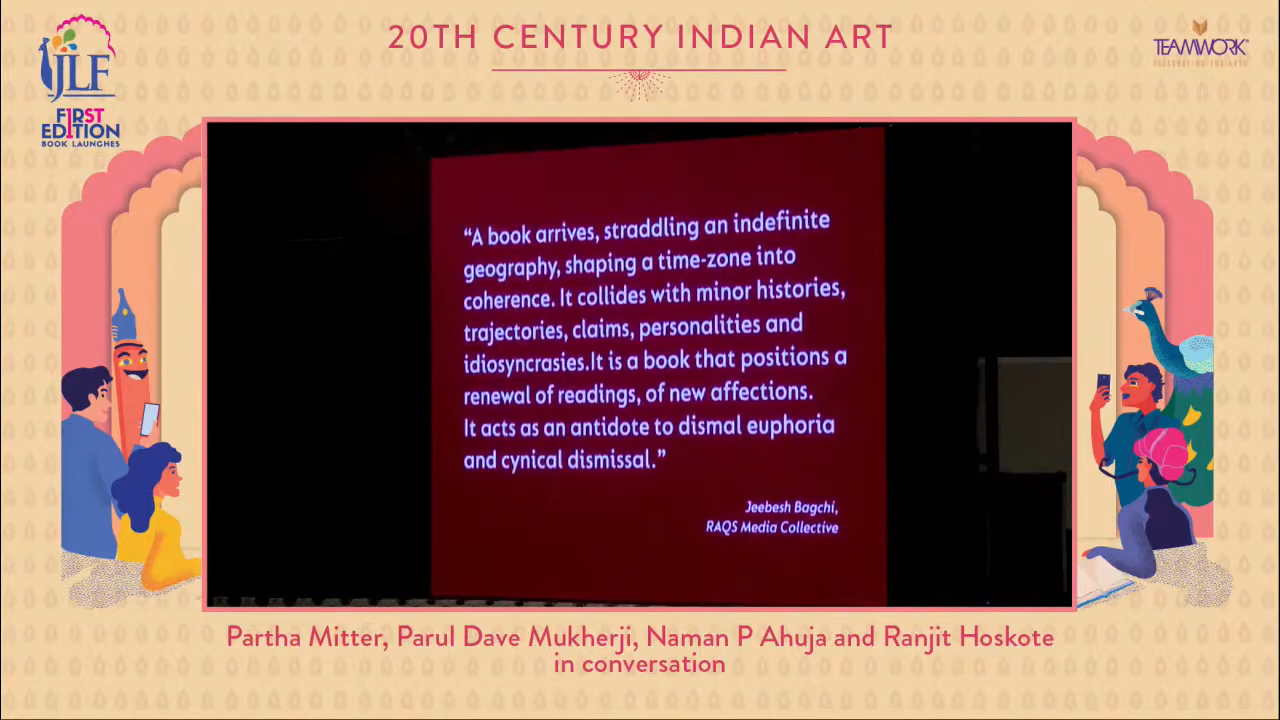 20TH CENTURY INDIAN ART
JLF
FIRST
EDITION
BOOK LAUNCHES
TEAMWORK
CELEBRATING THE ARTS
“A book arrives, straddling an indefinite
geography, shaping a time-zone into
coherence. It collides with minor histories,
trajectories, claims, personalities and
idiosyncrasies.It is a book that positions a
renewal of readings, of new affections.
It acts as an antidote to dismal euphoria
and cynical dismissal.”
Jeebesh Bagchi,
RAQS Media Collective
Partha Mitter, Parul Dave Mukherji, Naman P Ahuja and Ranjit Hoskote
in conversation